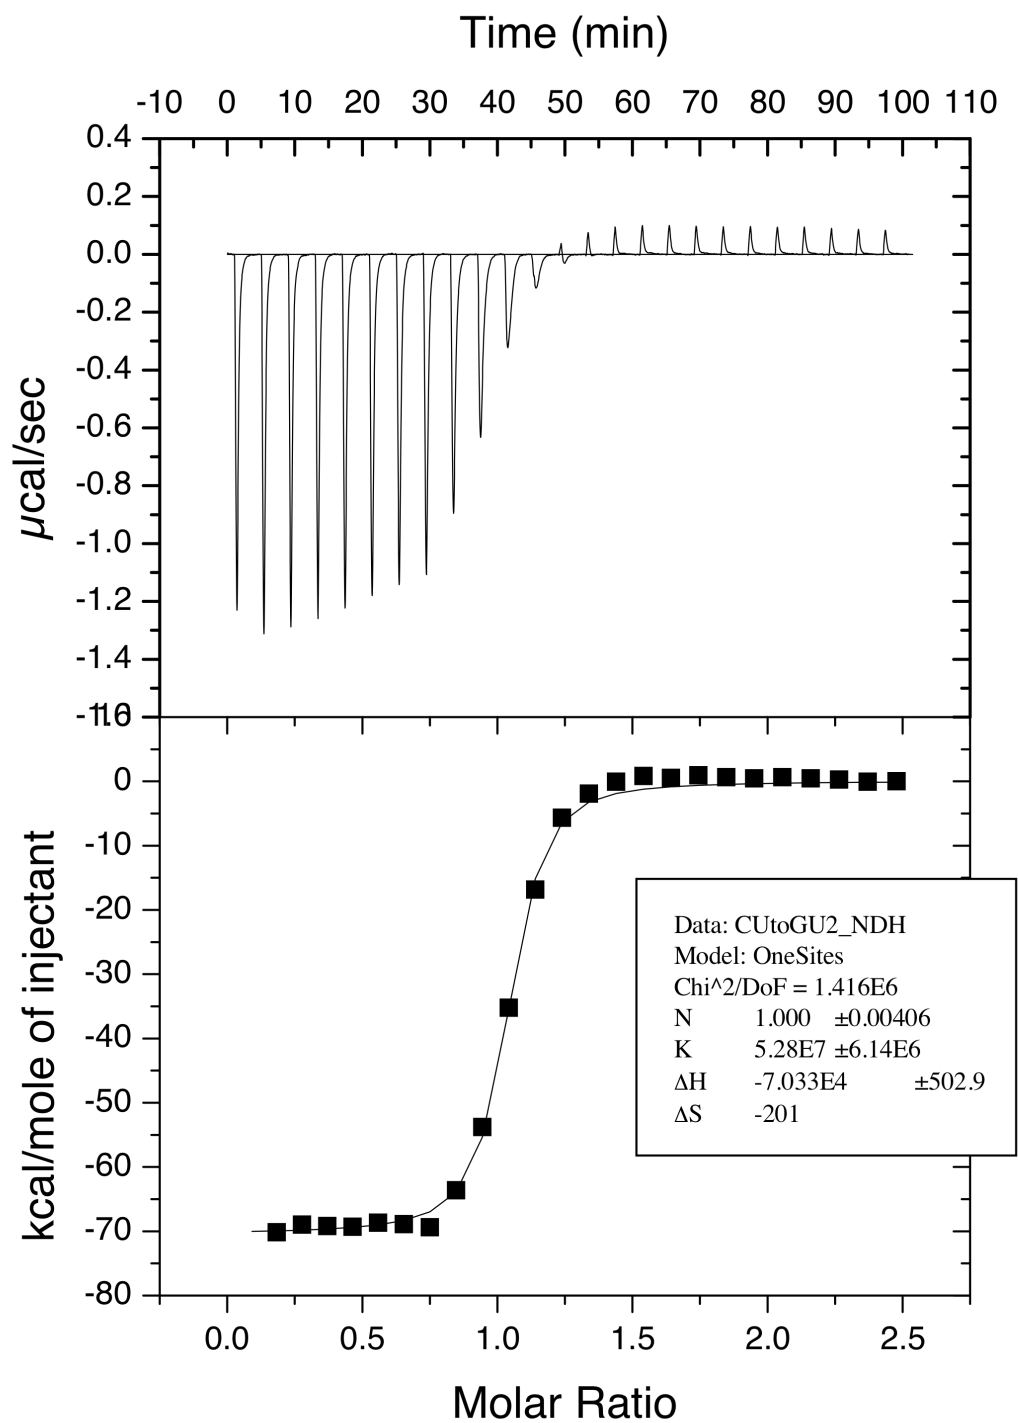 Time (min)
-10 0 10 20 30 40 50 60 70 80 90 100 110
0.4
0.2
0.0
-0.2
-0.4
-0.6
-0.8
-1.0
-1.2
-1.4
µcal/sec
0
-10
-20
-30
-40
-50
-60
-70
-80
kcal/mole of injectant
Data: CUtoGU2_NDH
Model: OneSites
Chi^2/DoF = 1.416E6
N 1.000 ±0.00406
K 5.28E7 ±6.14E6
ΔH -7.033E4 ±502.9
ΔS -201
0.0 0.5 1.0 1.5 2.0 2.5
Molar Ratio